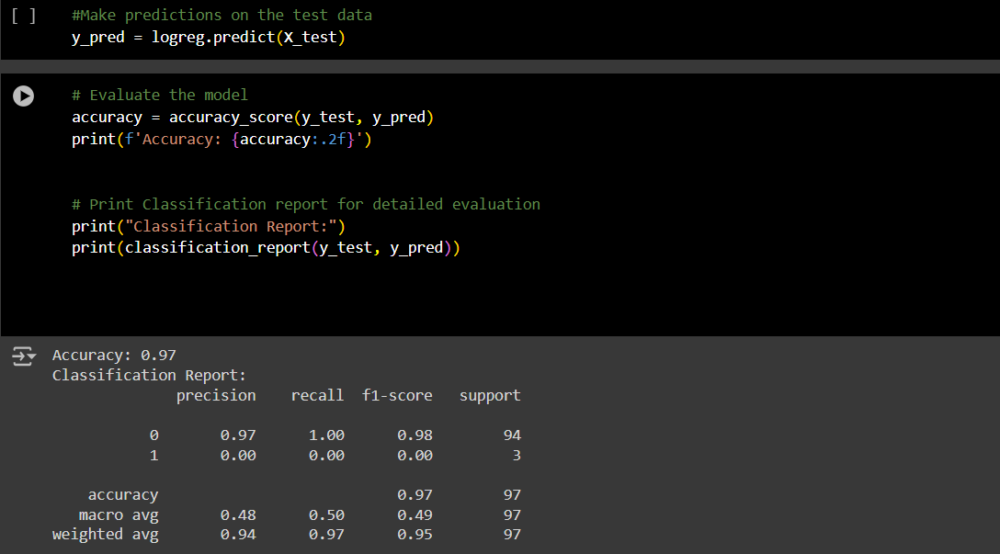 [ ] #Make predictions on the test data
y_pred = logreg.predict(X_test)
# Evaluate the model
accuracy = accuracy_score(y_test, y_pred)
print(f'Accuracy: {accuracy:.2f}')
# Print Classification report for detailed evaluation
print("Classification Report:")
print(classification_report(y_test, y_pred))
Accuracy: 0.97
Classification Report:
precision recall f1-score support
0 0.97 1.00 0.98 94
1 0.00 0.00 0.00 3
accuracy 0.97 97
macro avg 0.48 0.50 0.49 97
weighted avg 0.94 0.97 0.95 97